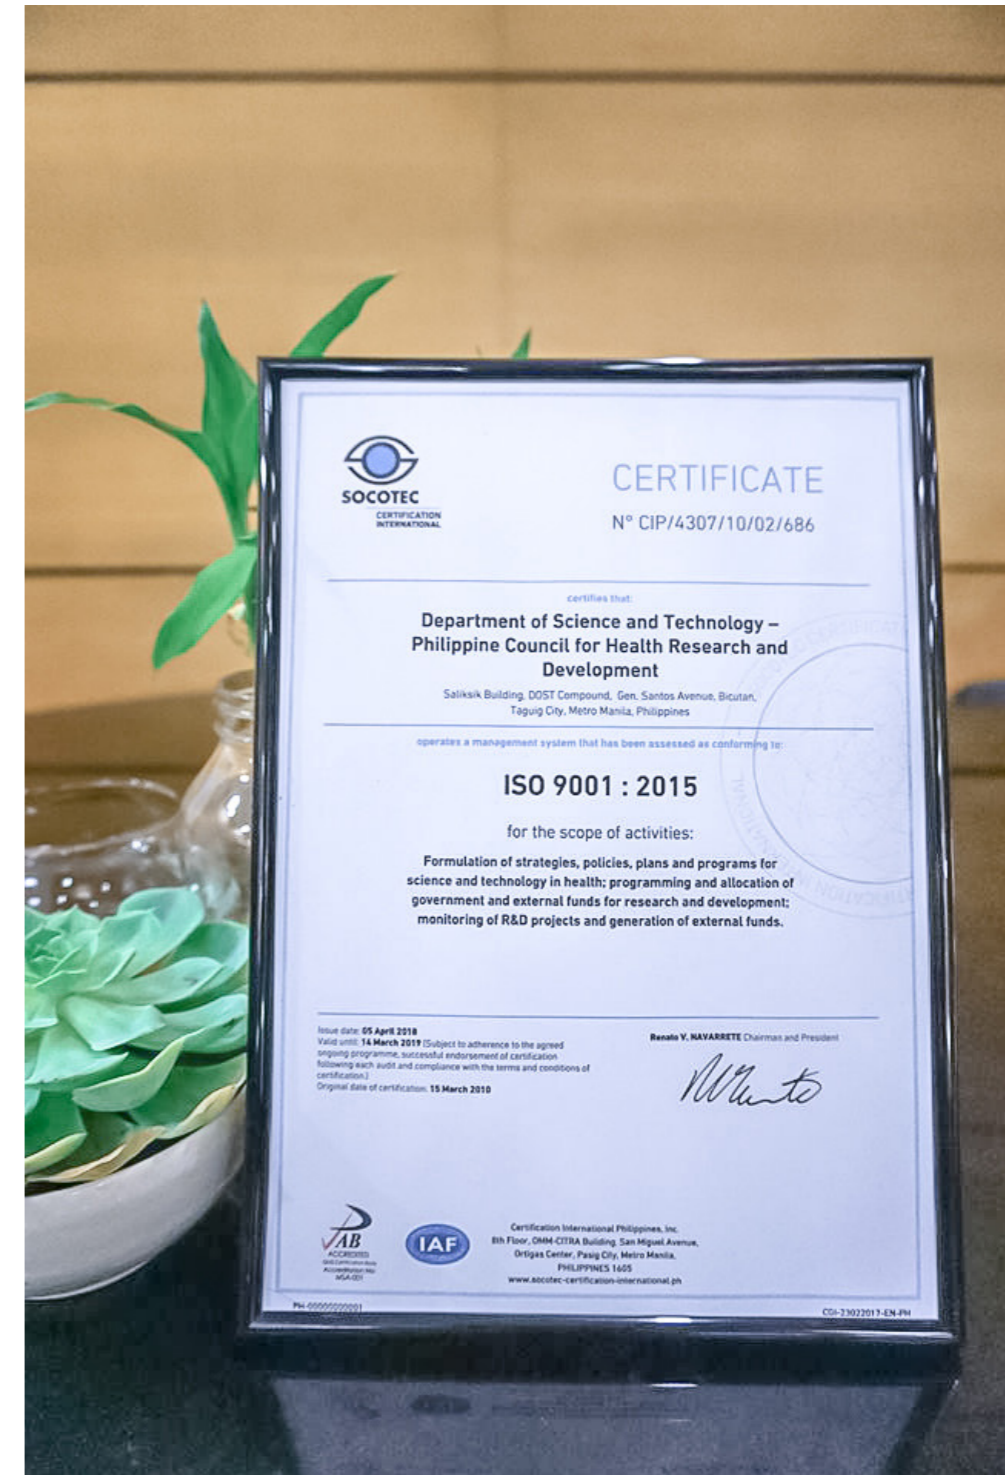 SOCOTEC
CERTIFICATION
INTERNATIONAL
CERTIFICATE
N° CIP/4307/10/02/686
certifies that:
Department of Science and Technology –
Philippine Council for Health Research and
Development
Saliksik Building, DOST Compound, Gen. Santos Avenue, Bicutan,
Taguig City, Metro Manila, Philippines
operates a management system that has been assessed as conforming to:
ISO 9001 : 2015
for the scope of activities:
Formulation of strategies, policies, plans and programs for
science and technology in health; programming and allocation of
government and external funds for research and development;
monitoring of R&D projects and generation of external funds.
Issue date: 05 April 2018
Valid until: 14 March 2019 (Subject to adherence to the agreed
ongoing programme, successful endorsement of certification
following each audit and compliance with the terms and conditions of
certification.)
Original date of certification: 15 March 2010
Renato V. NAVARRETE Chairman and President
PAB
ACCREDITED
Accreditation No.
MSA-001
IAF
Certification International Philippines, Inc.
8th Floor, OMM-CITRA Building, San Miguel Avenue,
Ortigas Center, Pasig City, Metro Manila,
PHILIPPINES 1605
www.socotec-certification-international.ph
PH-00000000001
CGI-23022017-EN-PH